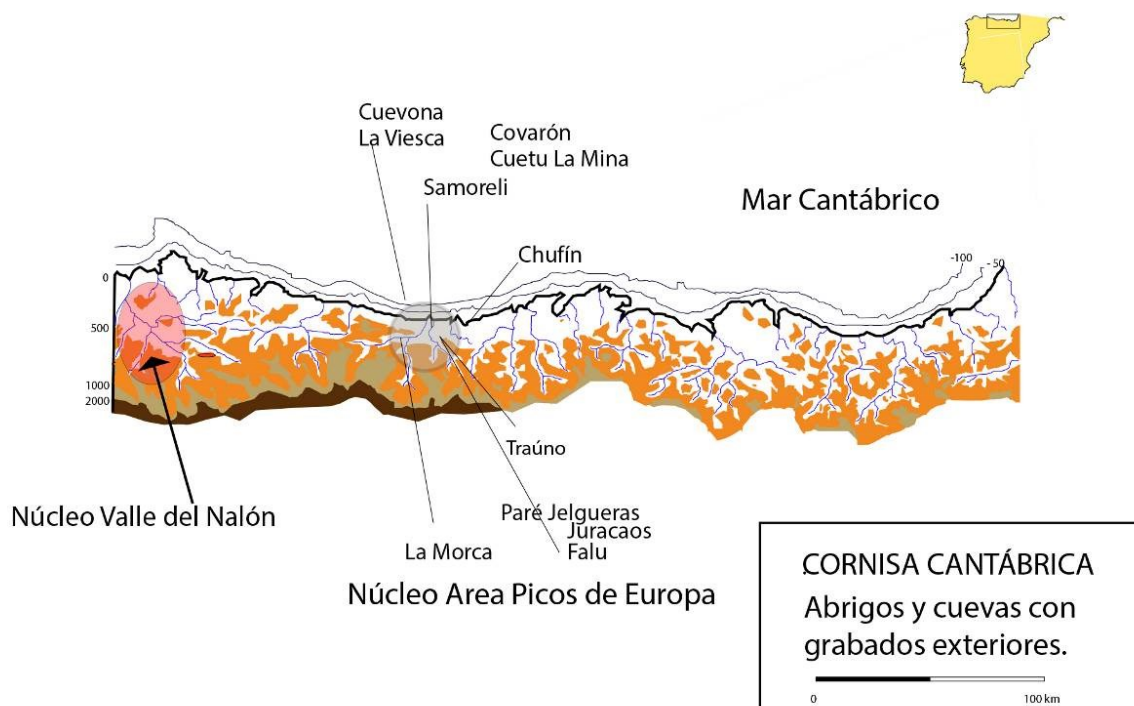 Cuevona
La Viesca
Covarón
Cuetu La Mina
Samoreli
Mar Cantábrico
Chufín
-100
-50
0
500
1000
2000
Traúno
Núcleo Valle del Nalón
Paré Jelgueras
Juracaos
La Morca
Falu
Núcleo Area Picos de Europa
CORNISA CANTÁBRICA
Abrigos y cuevas con
grabados exteriores.
0
100 km